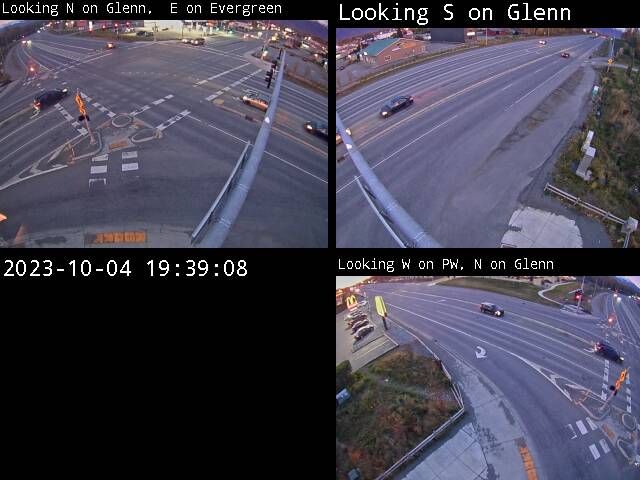 Looking N on Glenn,  E on Evergreen
Looking S on Glenn
2023-10-04 19:39:08
Looking W on PW, N on Glenn